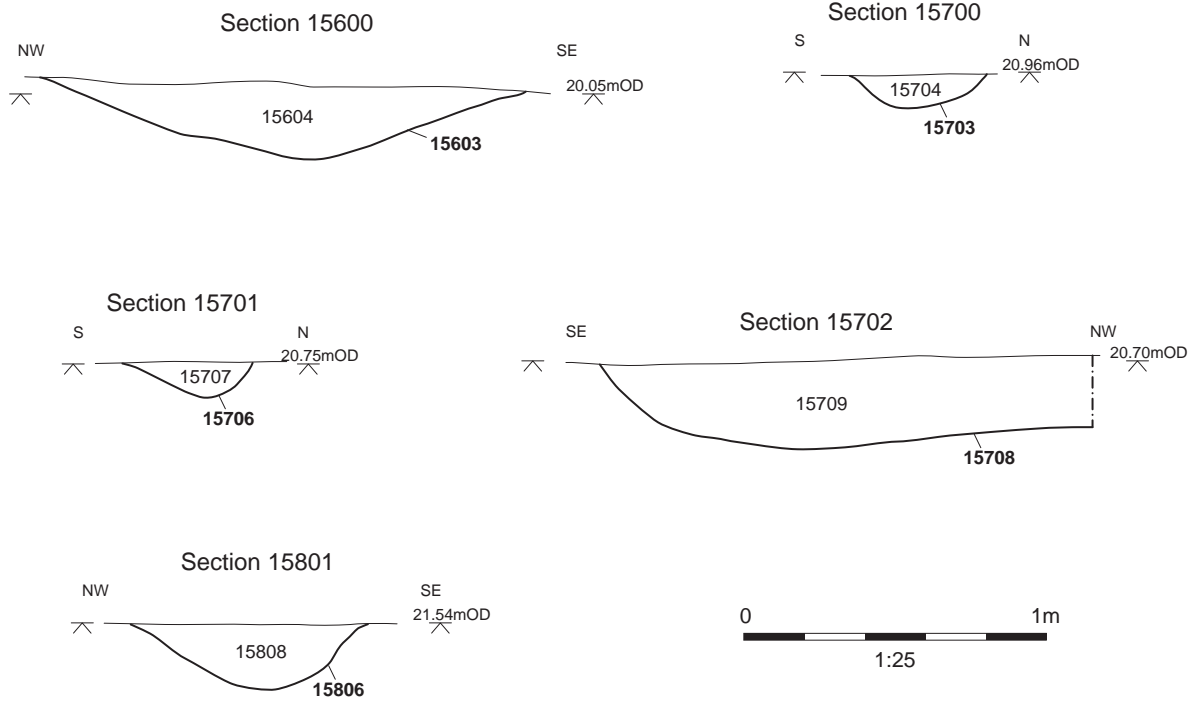 Section 15600
NW
SE
20.05mOD
15604
15603
Section 15700
S
N
20.96mOD
15704
15703
Section 15701
S
N
20.75mOD
15707
15706
Section 15702
SE
NW
20.70mOD
15709
15708
Section 15801
NW
SE
21.54mOD
15808
15806
0
1m
1:25